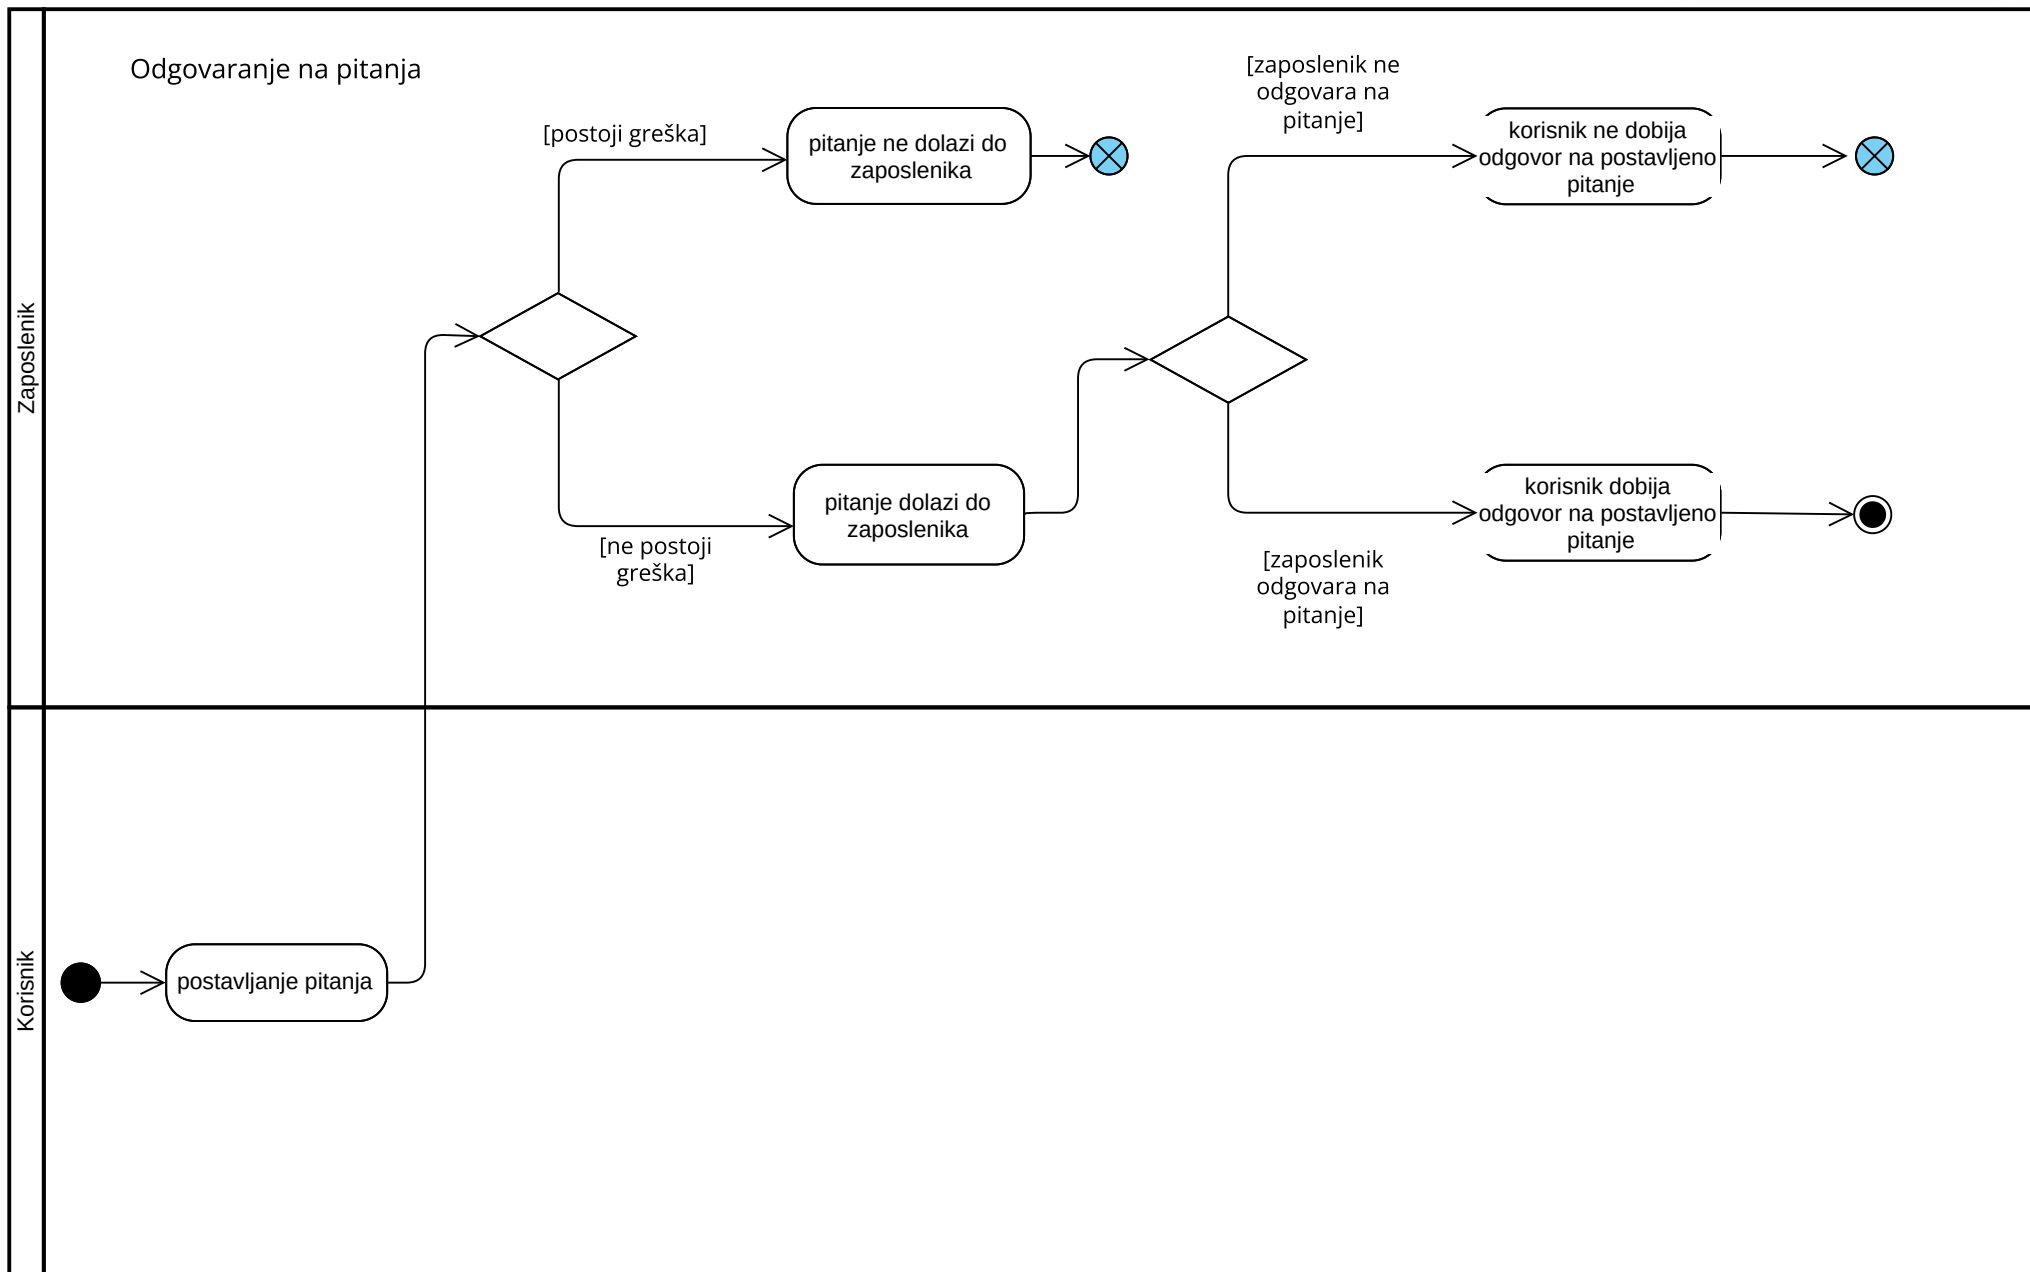 Odgovaranje na pitanja
[postoji greška]
pitanje ne dolazi do
zaposlenika
[zaposlenik ne
odgovara na
pitanje]
korisnik ne dobija
odgovor na postavljeno
pitanje
Zaposlenik
[ne postoji
greška]
pitanje dolazi do
zaposlenika
[zaposlenik
odgovara na
pitanje]
korisnik dobija
odgovor na postavljeno
pitanje
Korisnik
postavljanje pitanja